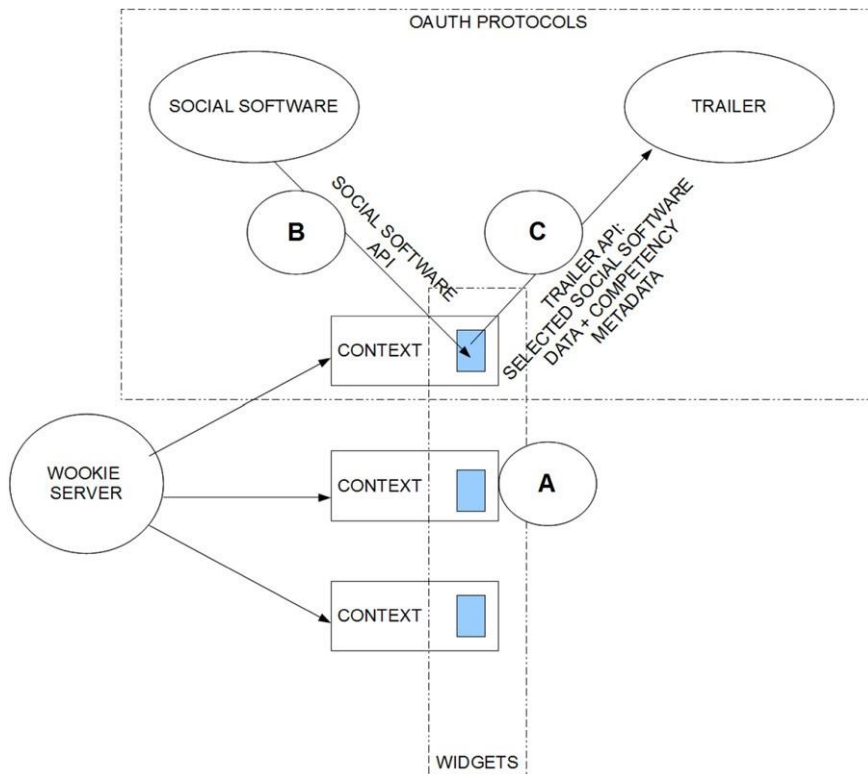 OAUTH PROTOCOLS
SOCIAL SOFTWARE
TRAILER
B
SOCIAL SOFTWARE
API
C
TRAILER API:
SELECTED SOCIAL SOFTWARE
DATA + COMPETENCY
METADATA
CONTEXT
WOOKIE
SERVER
CONTEXT
A
CONTEXT
WIDGETS